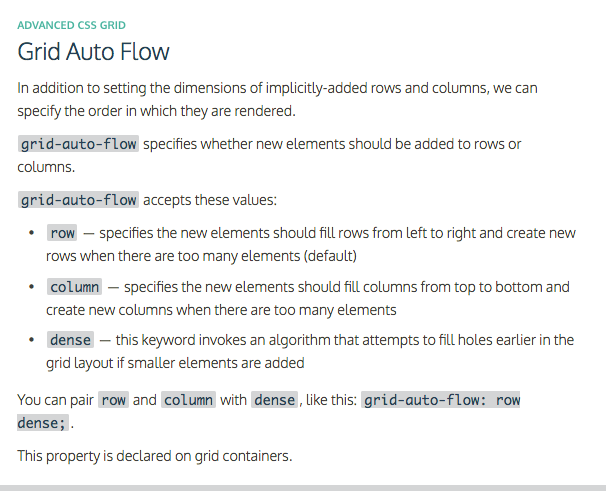 ADVANCED CSS GRID
Grid Auto Flow
In addition to setting the dimensions of implicitly-added rows and columns, we can
specify the order in which they are rendered.
grid-auto-flow specifies whether new elements should be added to rows or
columns.
grid-auto-flow accepts these values:
• row — specifies the new elements should fill rows from left to right and create new
rows when there are too many elements (default)
• column — specifies the new elements should fill columns from top to bottom and
create new columns when there are too many elements
• dense — this keyword invokes an algorithm that attempts to fill holes earlier in the
grid layout if smaller elements are added
You can pair row and column with dense, like this: grid-auto-flow: row
dense;.
This property is declared on grid containers.